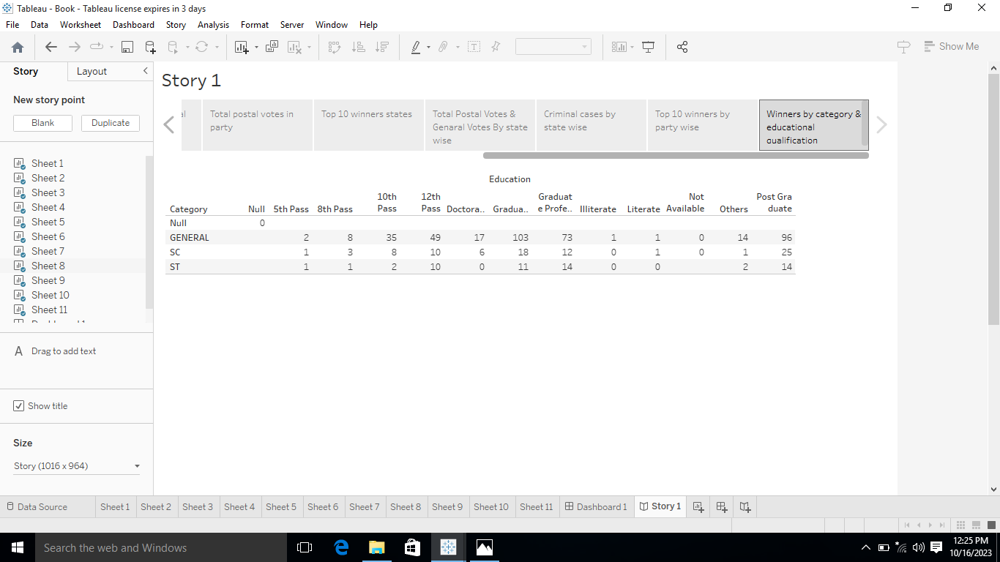 Tableau - Book - Tableau license expires in 3 days
File Data Worksheet Dashboard Story Analysis Format Server Window Help
Show Me
Story Layout
New story point
Blank Duplicate
Sheet 1
Sheet 2
Sheet 3
Sheet 4
Sheet 5
Sheet 6
Sheet 7
Sheet 8
Sheet 9
Sheet 10
Sheet 11
A Drag to add text
Show title
Size
Story (1016 x 964)
Story 1
Total postal votes in
party
Top 10 winners states
Total Postal Votes &
Genaral Votes By state
wise
Criminal cases by
state wise
Top 10 winners by
party wise
Winners by category &
educational
qualification
Education
Category Null 5th Pass 8th Pass 10th Pass 12th Pass Doctora.. Gradua.. Graduat e Profe.. Illiterate Literate Not Available Others Post Gra duate
Null 0
GENERAL 2 8 35 49 17 103 73 1 1 0 14 96
SC 1 3 8 10 6 18 12 0 1 0 1 25
ST 1 1 2 10 0 11 14 0 0 2 14
Data Source Sheet 1 Sheet 2 Sheet 3 Sheet 4 Sheet 5 Sheet 6 Sheet 7 Sheet 8 Sheet 9 Sheet 10 Sheet 11 Dashboard 1 Story 1
Search the web and Windows
12:25 PM
10/16/2023